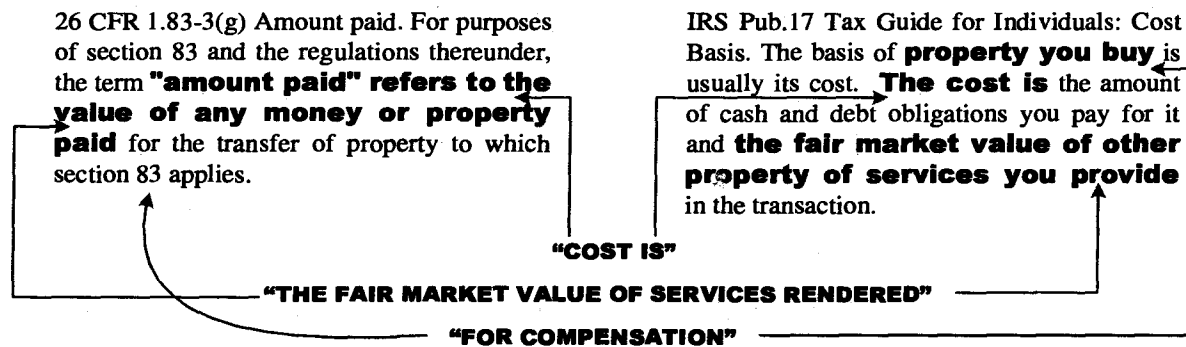 26 CFR 1.83-3(g) Amount paid. For purposes
of section 83 and the regulations thereunder,
the term "amount paid" refers to the
value of any money or property
paid for the transfer of property to which
section 83 applies.
IRS Pub.17 Tax Guide for Individuals: Cost
Basis. The basis of property you buy is
usually its cost. The cost is the amount
of cash and debt obligations you pay for it
and the fair market value of other
property of services you provide
in the transaction.
“COST IS”
“THE FAIR MARKET VALUE OF SERVICES RENDERED”
“FOR COMPENSATION”